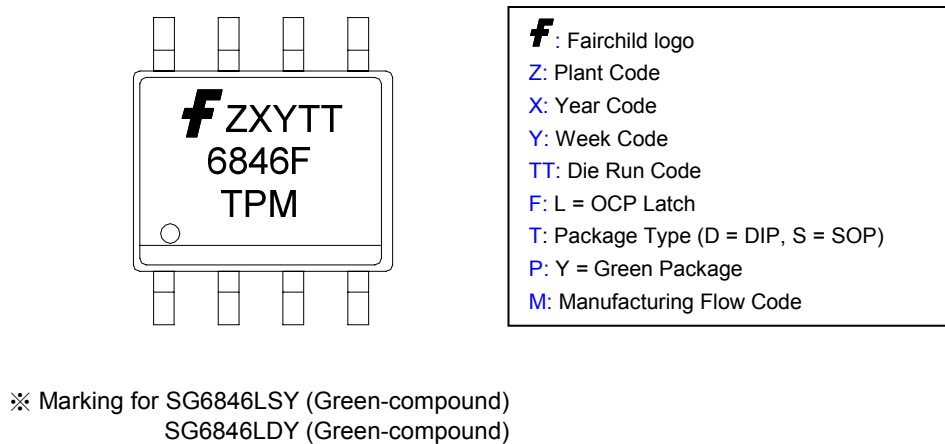 ZXYTT
6846F
TPM
: Fairchild logo
Z: Plant Code
X: Year Code
Y: Week Code
TT: Die Run Code
F: L = OCP Latch
T: Package Type (D = DIP, S = SOP)
P: Y = Green Package
M: Manufacturing Flow Code
※ Marking for SG6846LSY (Green-compound)
SG6846LDY (Green-compound)